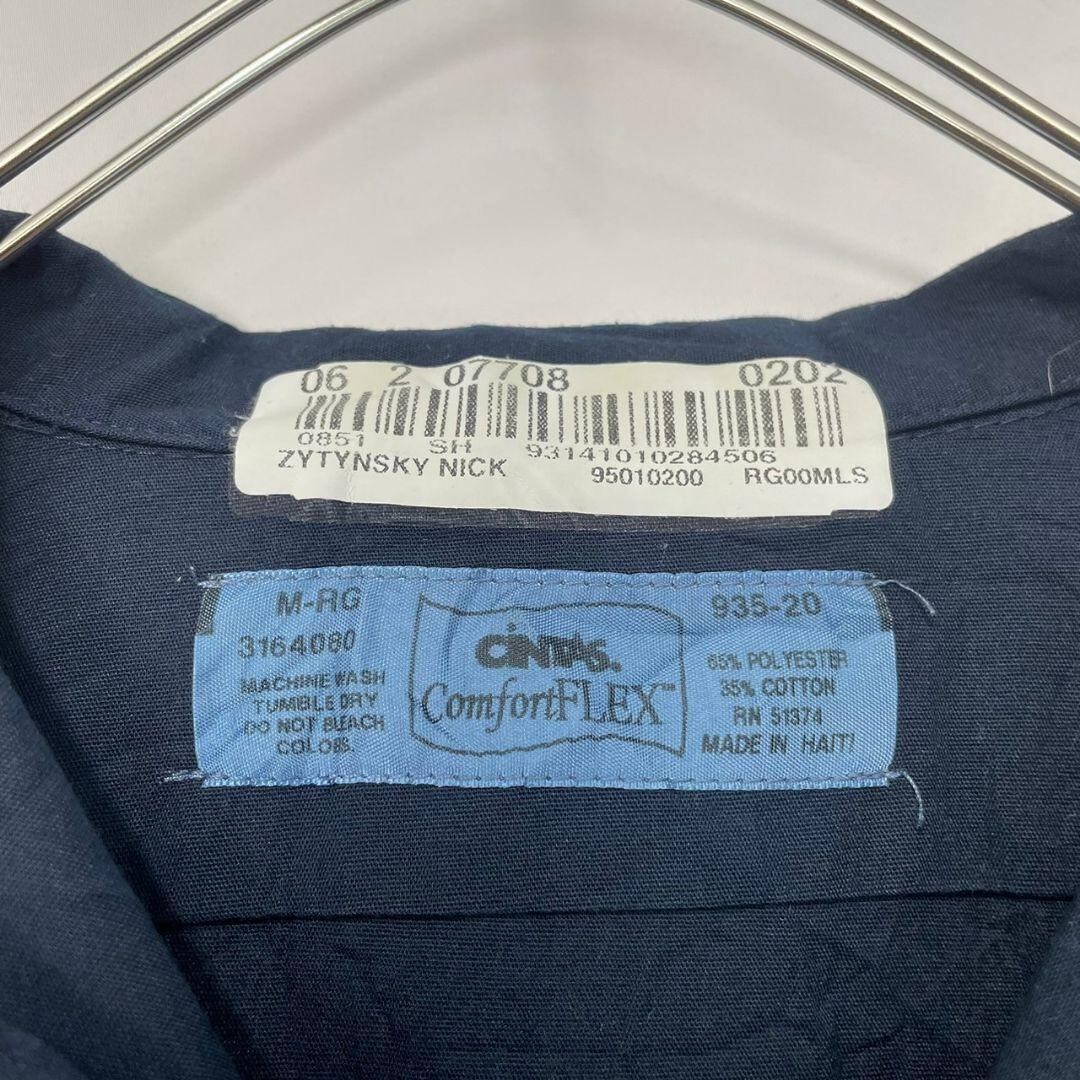 06 2 07708 0202
0851 SH 93141010284506
ZYTYNSKY NICK 95010200 RG00MLS
M-RG
3164080
MACHINE WASH
TUMBLE DRY
DO NOT BLEACH
COLORS.
CINTAS.
ComfortFLEX™
935-20
65% POLYESTER
35% COTTON
RN 51374
MADE IN HAITI